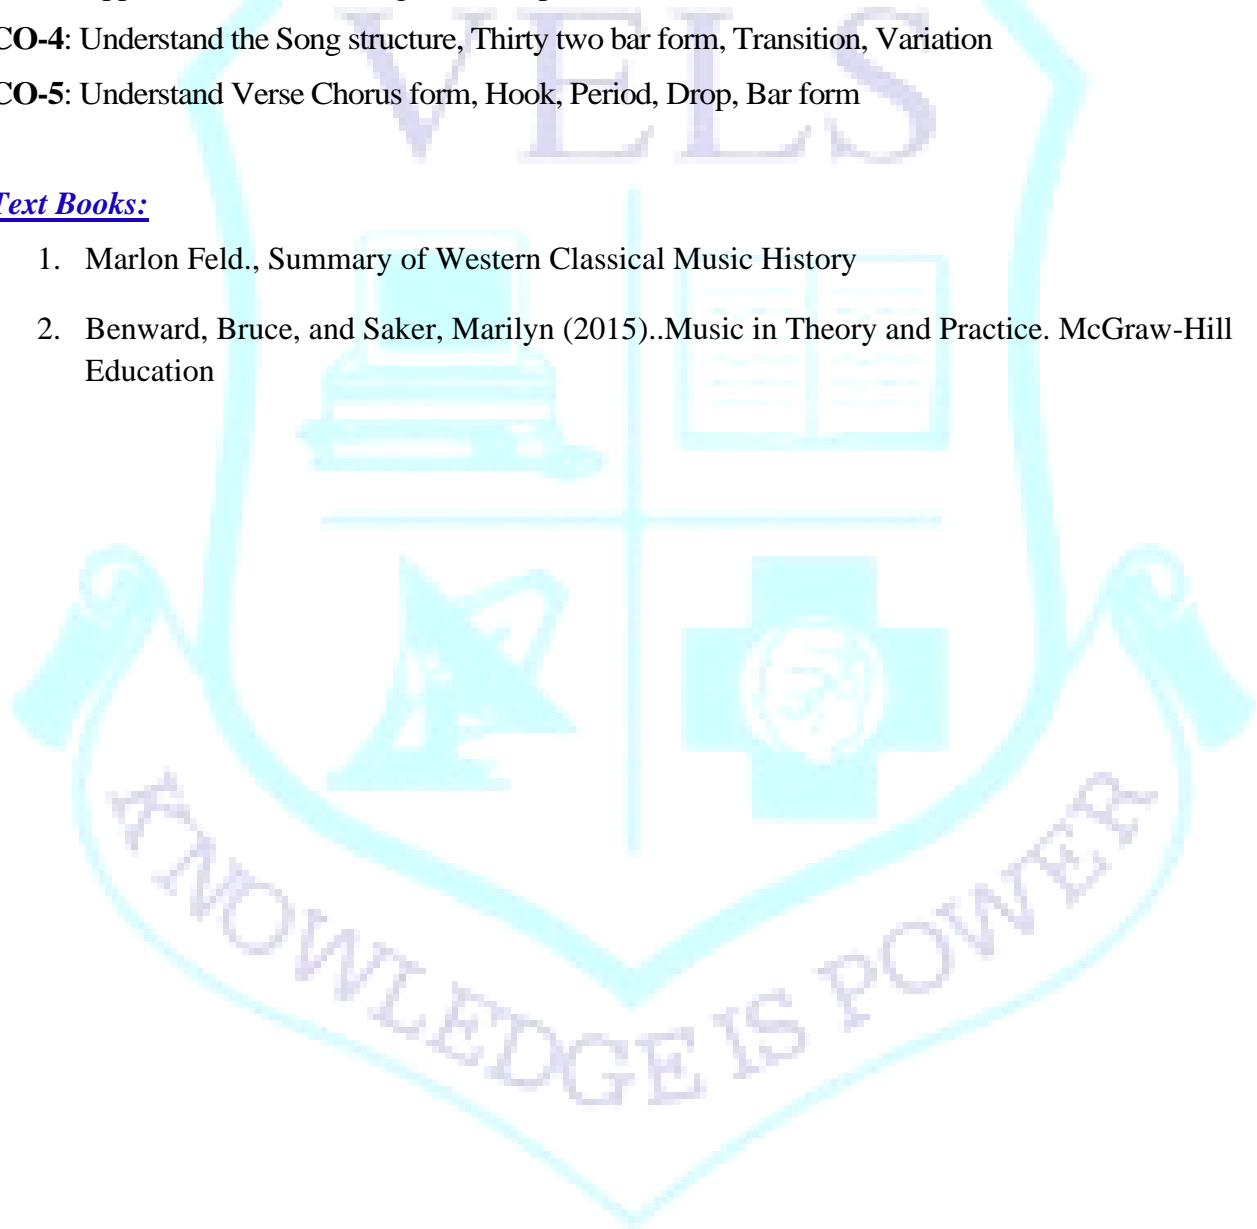 CO-4: Understand the Song structure, Thirty two bar form, Transition, Variation
CO-5: Understand Verse Chorus form, Hook, Period, Drop, Bar form
VELS
Text Books:
1. Marlon Feld., Summary of Western Classical Music History
2. Benward, Bruce, and Saker, Marilyn (2015)..Music in Theory and Practice. McGraw-Hill
Education
KNOWLEDGE IS POWER